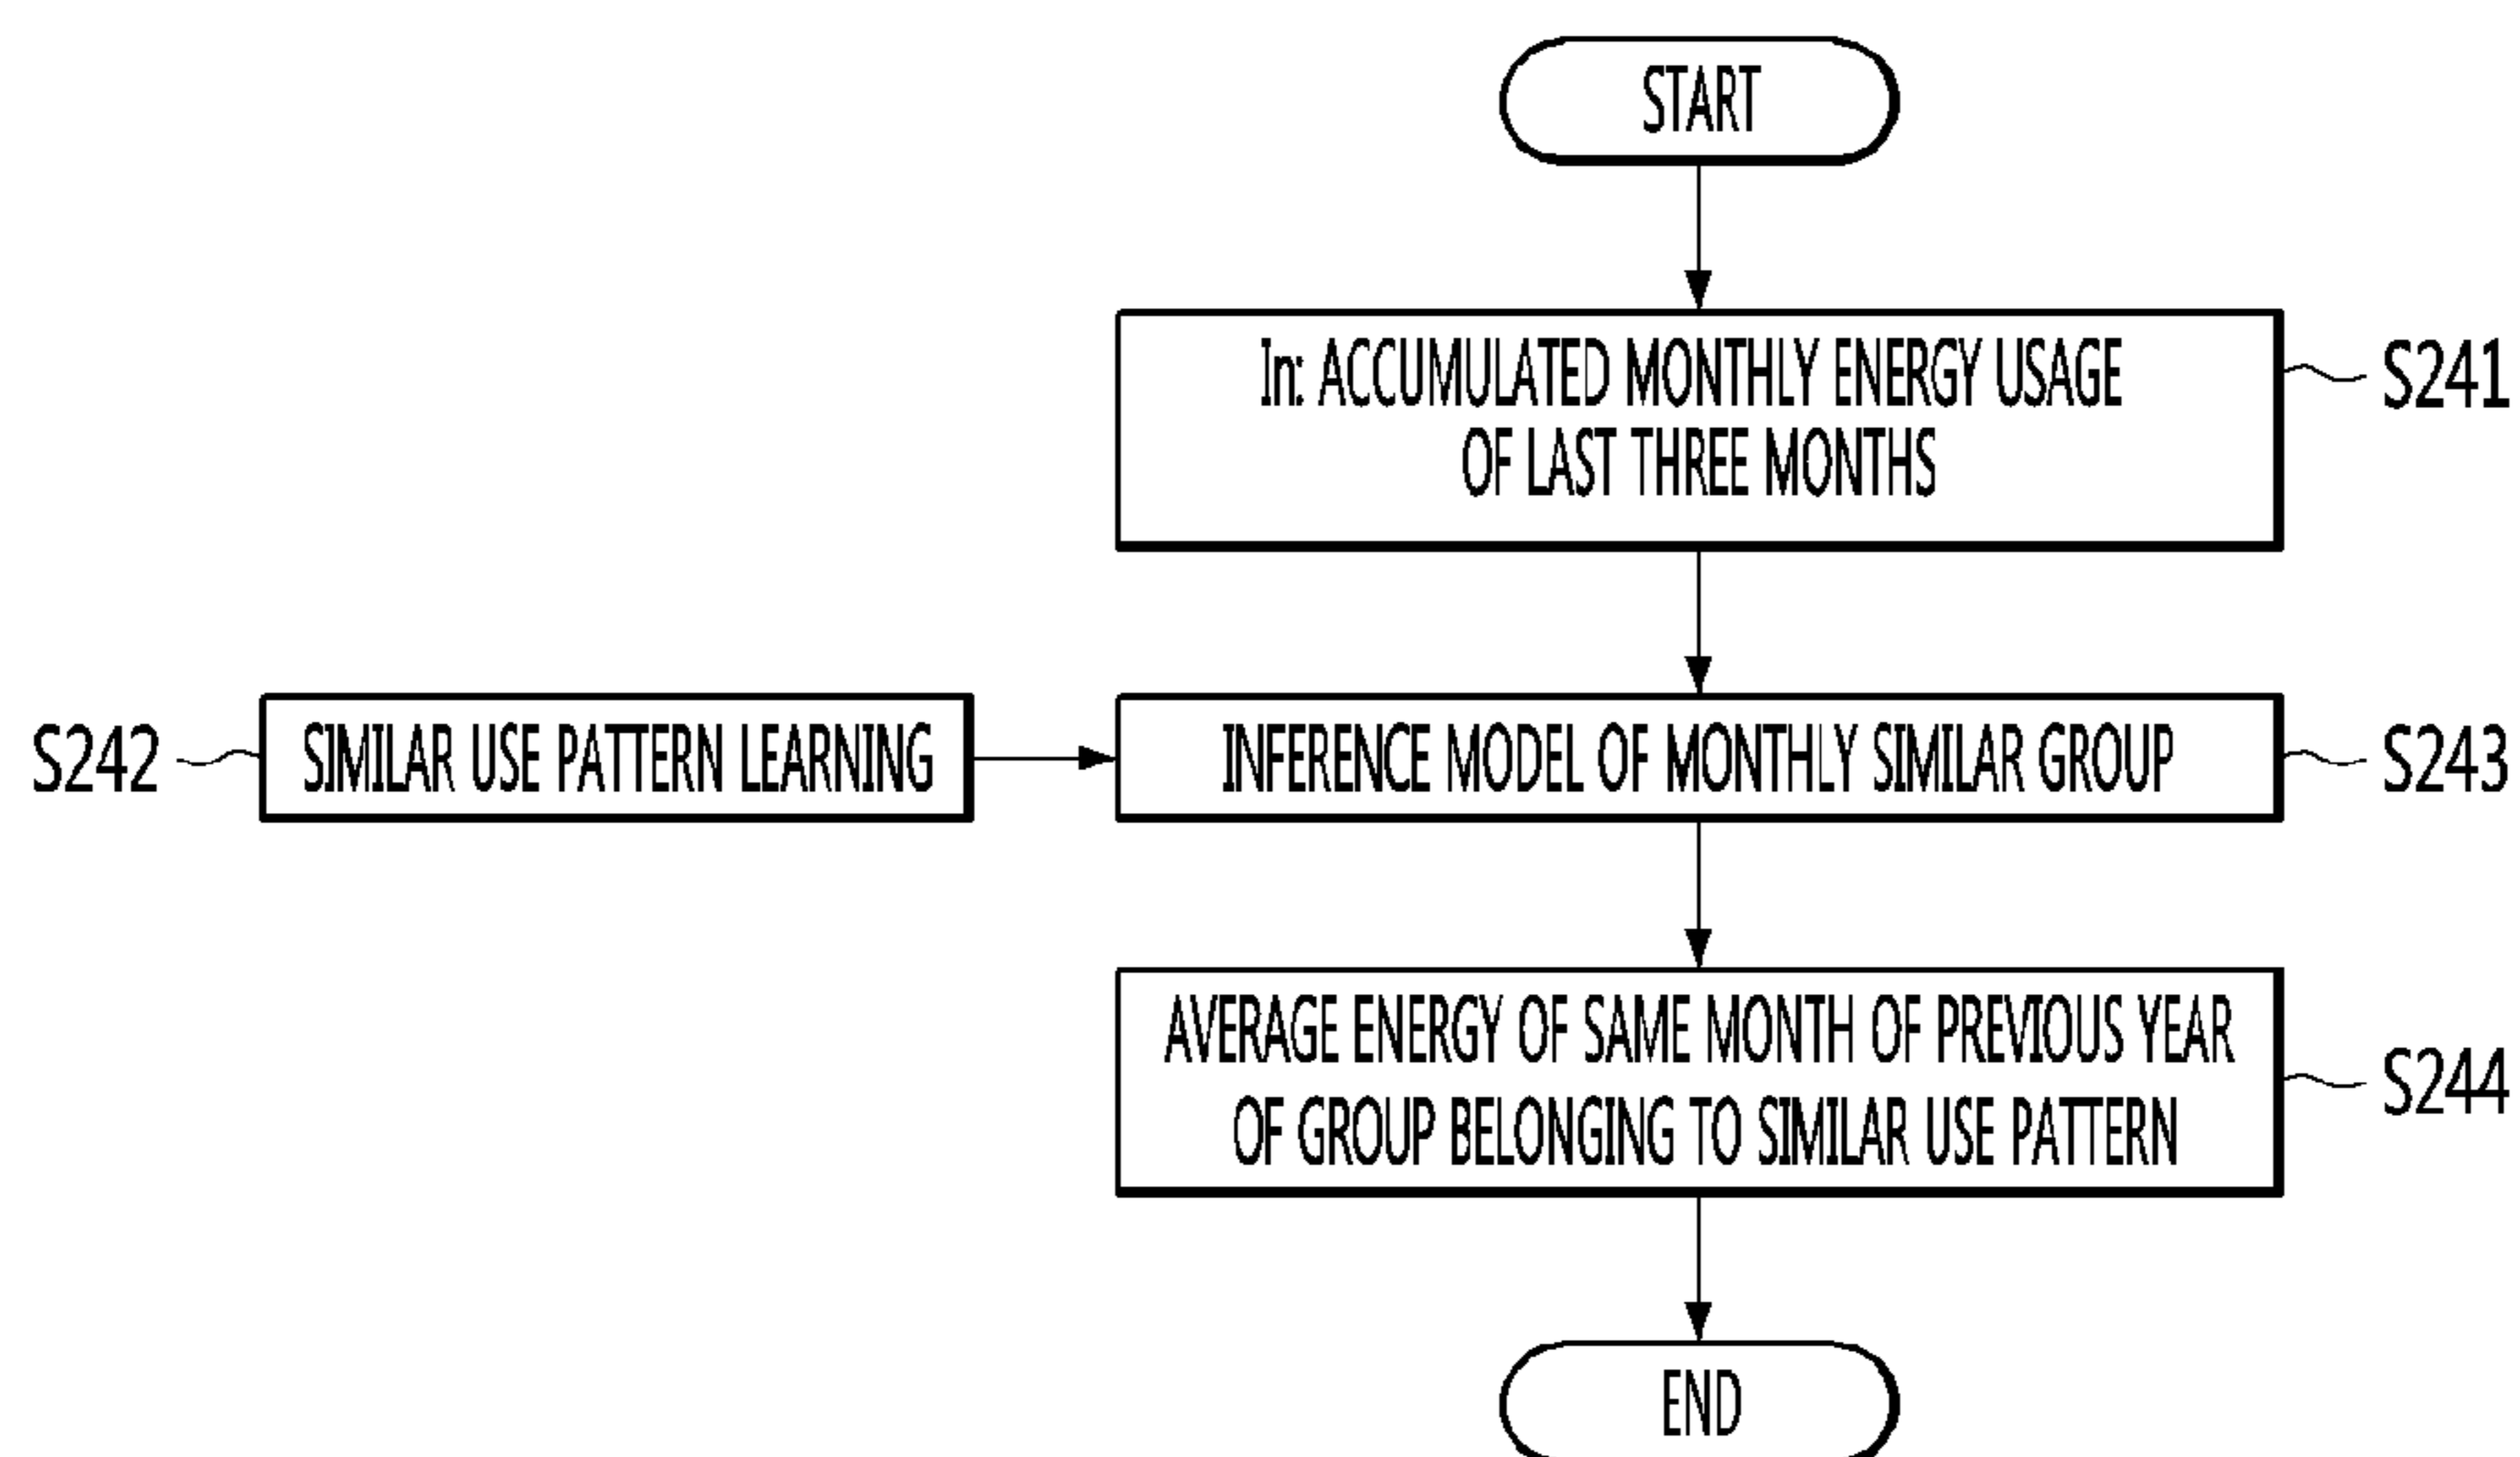 START
In: ACCUMULATED MONTHLY ENERGY USAGE
OF LAST THREE MONTHS
S241
S242
SIMILAR USE PATTERN LEARNING
INFERENCE MODEL OF MONTHLY SIMILAR GROUP
S243
AVERAGE ENERGY OF SAME MONTH OF PREVIOUS YEAR
OF GROUP BELONGING TO SIMILAR USE PATTERN
S244
END